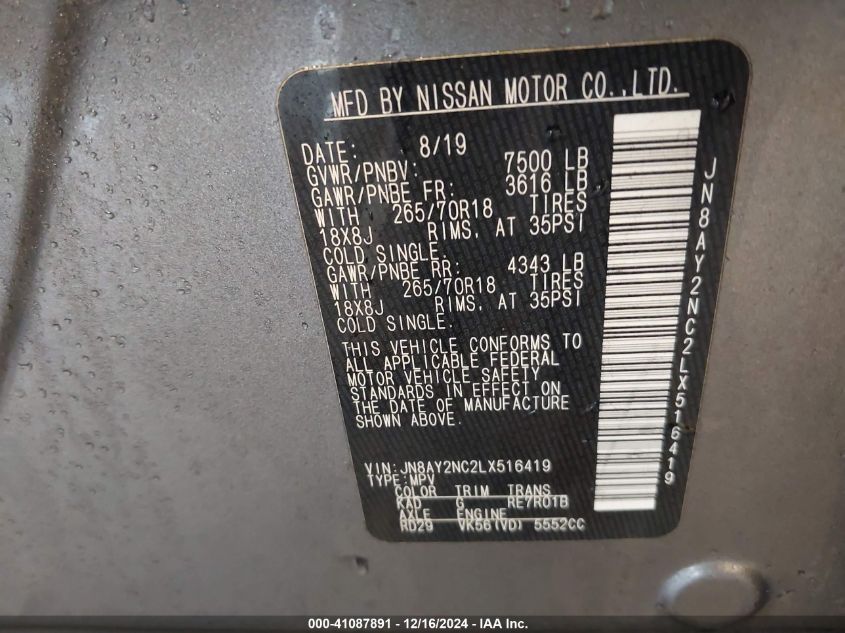 MFD BY NISSAN MOTOR CO.,LTD.
DATE: 8/19
GVWR/PNBV: 7500 LB
GAWR/PNBE FR: 3616 LB
WITH 265/70R18 TIRES
18X8J RIMS, AT 35PSI
COLD SINGLE.
GAWR/PNBE RR: 4343 LB
WITH 265/70R18 TIRES
18X8J RIMS, AT 35PSI
COLD SINGLE.
THIS VEHICLE CONFORMS TO
ALL APPLICABLE FEDERAL
MOTOR VEHICLE SAFETY
STANDARDS IN EFFECT ON
THE DATE OF MANUFACTURE
SHOWN ABOVE.
VIN:JN8AY2NC2LX516419
TYPE:MPV
COLOR TRIM TRANS
KAD G RE7R01B
AXLE ENGINE
RD29 VK56(VD) 5552CC
JN8AY2NC2LX516419
000-41087891 - 12/16/2024 - IAA Inc.